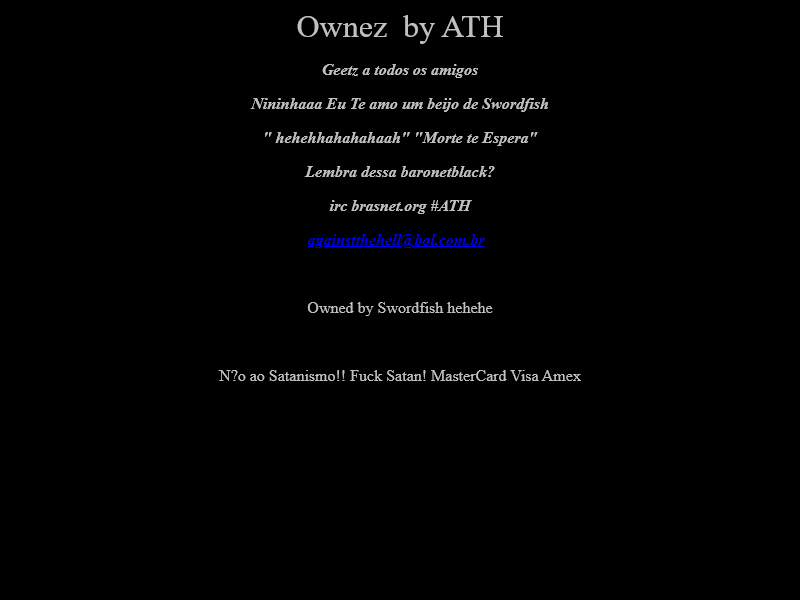 Ownez by ATH
Geetz a todos os amigos
Nininhaaa Eu Te amo um beijo de Swordfish
" hehehhahahahaah" "Morte te Espera"
Lembra dessa baronetblack?
irc brasnet.org #ATH
againstthehell@bol.com.br
Owned by Swordfish hehehe
N?o ao Satanismo!! Fuck Satan! MasterCard Visa Amex